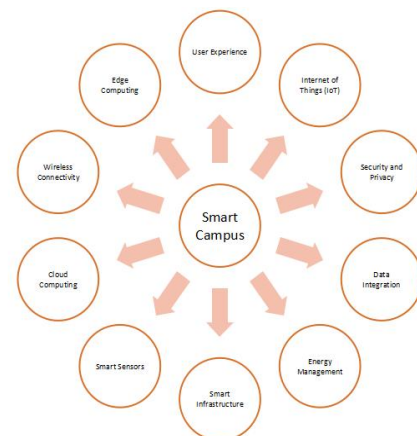 User Experience
Edge
Computing
Internet of
Things (IoT)
Wireless
Connectivity
Security and
Privacy
Smart
Campus
Cloud
Computing
Data
Integration
Smart Sensors
Energy
Management
Smart
Infrastructure